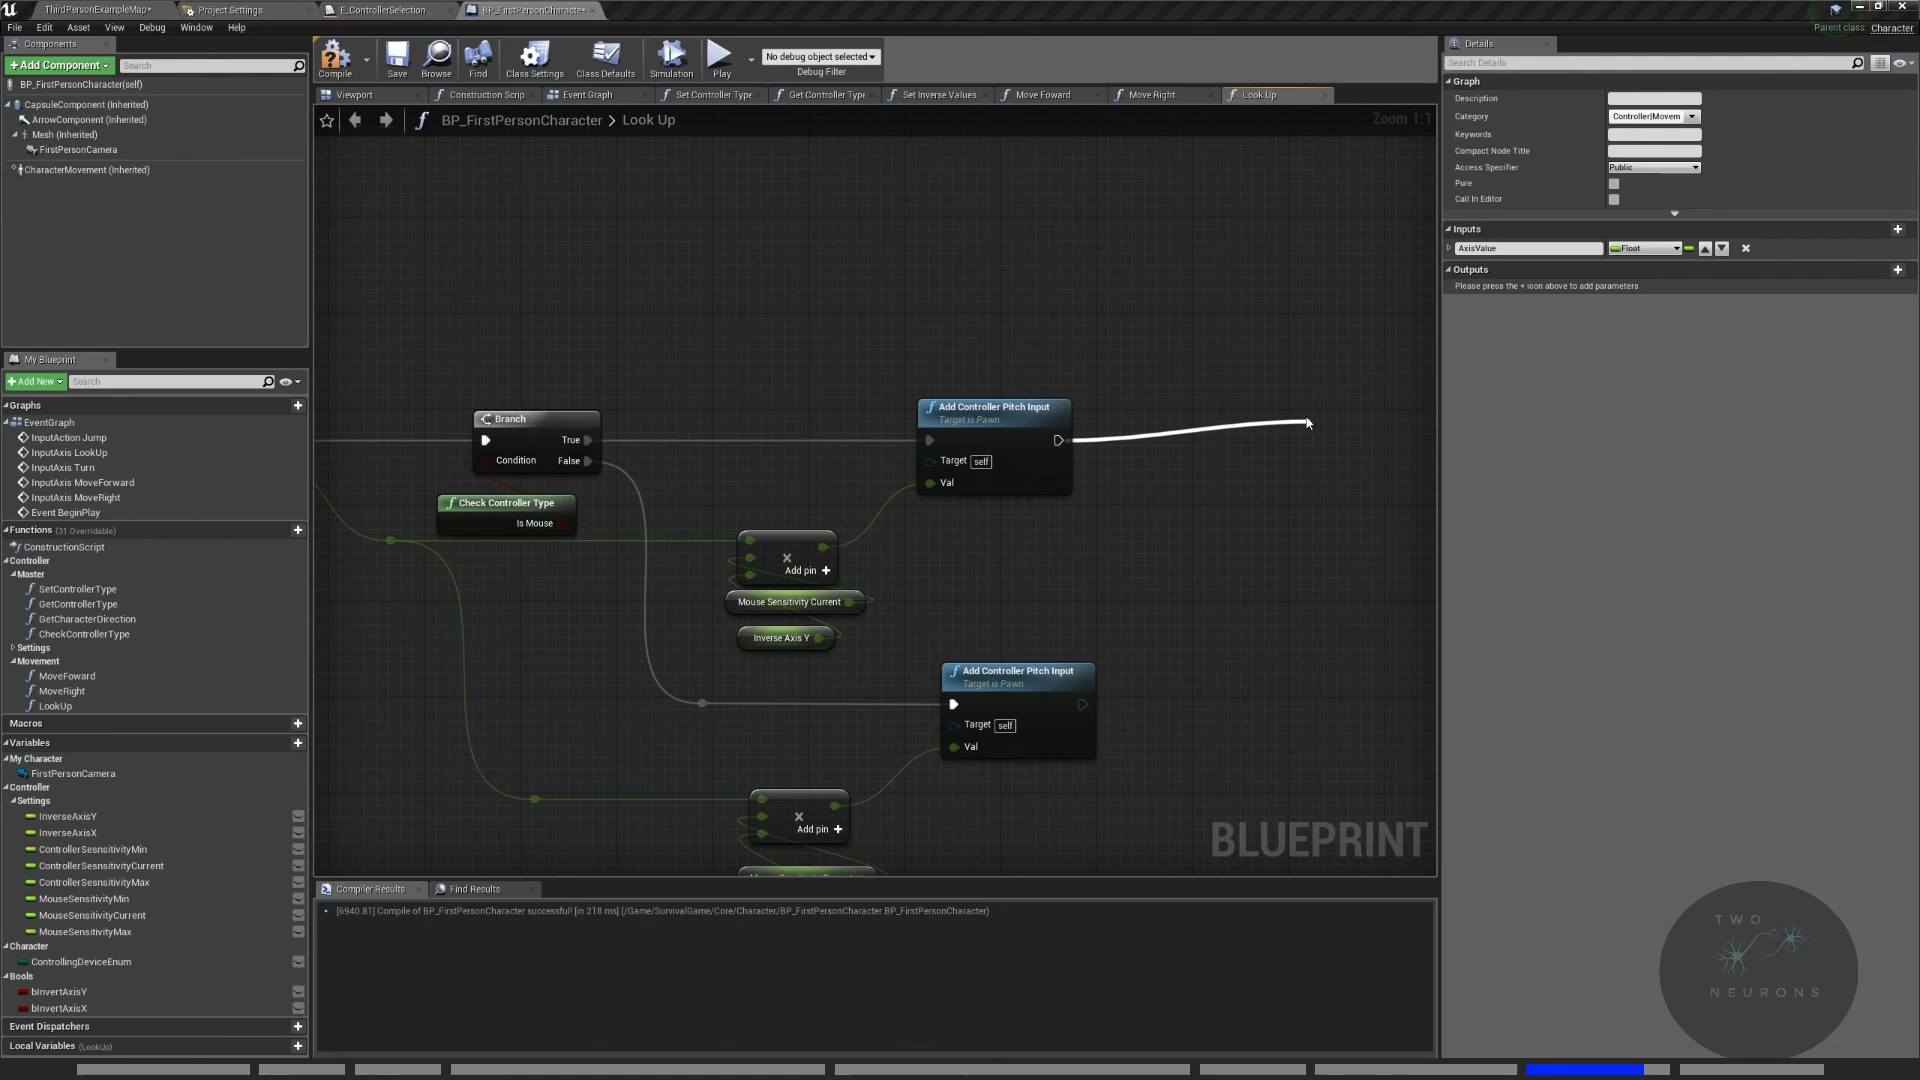 ThirdPersonExampleMap*
Project Settings
E_ControllerSelection
BP_FirstPersonCharacte*
File Edit Asset View Debug Window Help
Parent class: Character
Components
+Add Component
Search
BP_FirstPersonCharacter(self)
CapsuleComponent (Inherited)
ArrowComponent (Inherited)
Mesh (Inherited)
FirstPersonCamera
CharacterMovement (Inherited)
My Blueprint
+Add New
Search
Graphs
EventGraph
InputAction Jump
InputAxis LookUp
InputAxis Turn
InputAxis MoveForward
InputAxis MoveRight
Event BeginPlay
Functions (31 Overridable)
ConstructionScript
Controller
Master
SetControllerType
GetControllerType
GetCharacterDirection
CheckControllerType
Settings
Movement
MoveFoward
MoveRight
LookUp
Macros
Variables
My Character
FirstPersonCamera
Controller
Settings
InverseAxisY
InverseAxisX
ControllerSesnsitivityMin
ControllerSesnsitivityCurrent
ControllerSesnsitivityMax
MouseSensitivityMin
MouseSensitivityCurrent
MouseSensitivityMax
Character
ControllingDeviceEnum
Bools
bInvertAxisY
bInvertAxisX
Event Dispatchers
Local Variables (LookUp)
Compile
Save
Browse
Find
Class Settings
Class Defaults
Simulation
Play
No debug object selected
Debug Filter
Viewport
Construction Scrip
Event Graph
Set Controller Type
Get Controller Type
Set Inverse Values
Move Foward
Move Right
Look Up
BP_FirstPersonCharacter > Look Up
Zoom 1:1
Branch
True
Condition
False
Check Controller Type
Is Mouse
Add Controller Pitch Input
Target is Pawn
Target self
Val
Add pin +
Mouse Sensitivity Current
Inverse Axis Y
Add Controller Pitch Input
Target is Pawn
Target self
Val
Add pin +
BLUEPRINT
Compiler Results
Find Results
[6940.81] Compile of BP_FirstPersonCharacter successful! [in 218 ms] (/Game/SurvivalGame/Core/Character/BP_FirstPersonCharacter.BP_FirstPersonCharacter)
Details
Search Details
Graph
Description
Category
Controller|Movem
Keywords
Compact Node Title
Access Specifier
Public
Pure
Call In Editor
Inputs
AxisValue
Float
Outputs
Please press the + icon above to add parameters
TWO
NEURONS